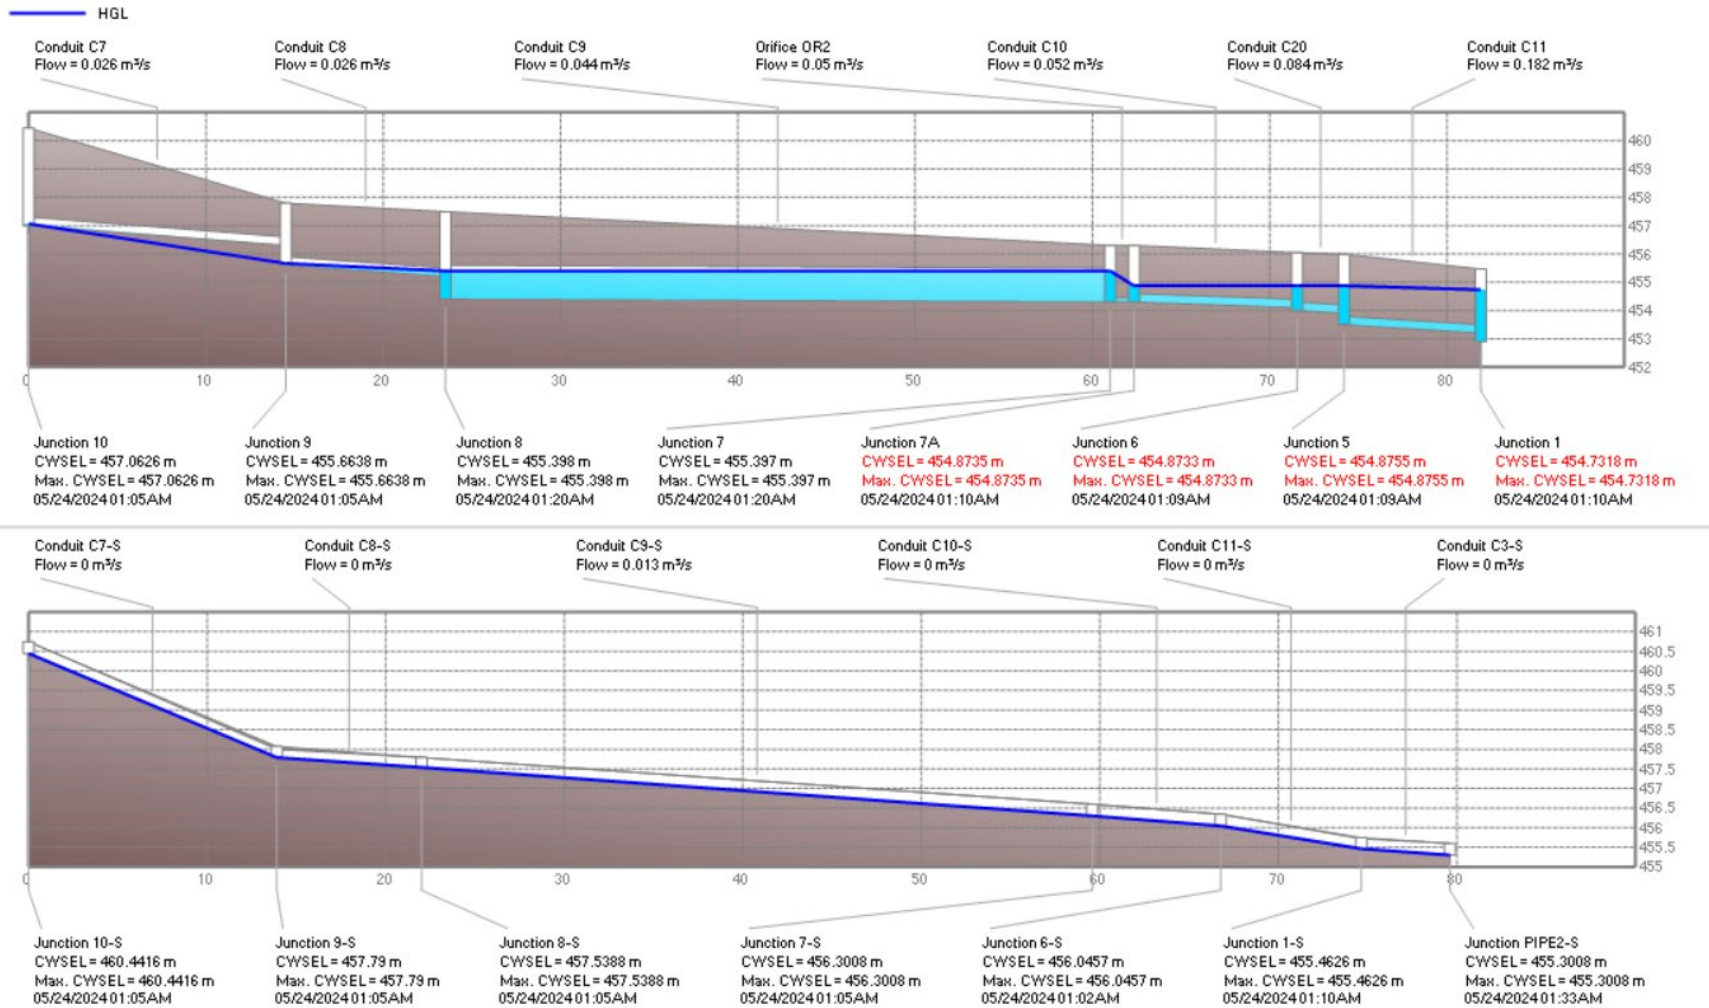 HGL
Conduit C7
Flow = 0.026 m³/s
Conduit C8
Flow = 0.026 m³/s
Conduit C9
Flow = 0.044 m³/s
Orifice OR2
Flow = 0.05 m³/s
Conduit C10
Flow = 0.052 m³/s
Conduit C20
Flow = 0.084 m³/s
Conduit C11
Flow = 0.182 m³/s
460
459
458
457
456
455
454
453
452
0 10 20 30 40 50 60 70 80
Junction 10
CWSEL = 457.0626 m
Max. CWSEL = 457.0626 m
05/24/2024 01:05AM
Junction 9
CWSEL = 455.6638 m
Max. CWSEL = 455.6638 m
05/24/2024 01:05AM
Junction 8
CWSEL = 455.398 m
Max. CWSEL = 455.398 m
05/24/2024 01:20AM
Junction 7
CWSEL = 455.397 m
Max. CWSEL = 455.397 m
05/24/2024 01:20AM
Junction 7A
CWSEL = 454.8735 m
Max. CWSEL = 454.8735 m
05/24/2024 01:10AM
Junction 6
CWSEL = 454.8733 m
Max. CWSEL = 454.8733 m
05/24/2024 01:09AM
Junction 5
CWSEL = 454.8755 m
Max. CWSEL = 454.8755 m
05/24/2024 01:09AM
Junction 1
CWSEL = 454.7318 m
Max. CWSEL = 454.7318 m
05/24/2024 01:10AM
Conduit C7-S
Flow = 0 m³/s
Conduit C8-S
Flow = 0 m³/s
Conduit C9-S
Flow = 0.013 m³/s
Conduit C10-S
Flow = 0 m³/s
Conduit C11-S
Flow = 0 m³/s
Conduit C3-S
Flow = 0 m³/s
461
460.5
460
459.5
459
458.5
458
457.5
457
456.5
456
455.5
455
0 10 20 30 40 50 60 70 80
Junction 10-S
CWSEL = 460.4416 m
Max. CWSEL = 460.4416 m
05/24/2024 01:05AM
Junction 9-S
CWSEL = 457.79 m
Max. CWSEL = 457.79 m
05/24/2024 01:05AM
Junction 8-S
CWSEL = 457.5388 m
Max. CWSEL = 457.5388 m
05/24/2024 01:05AM
Junction 7-S
CWSEL = 456.3008 m
Max. CWSEL = 456.3008 m
05/24/2024 01:05AM
Junction 6-S
CWSEL = 456.0457 m
Max. CWSEL = 456.0457 m
05/24/2024 01:02AM
Junction 1-S
CWSEL = 455.4626 m
Max. CWSEL = 455.4626 m
05/24/2024 01:10AM
Junction PIPE2-S
CWSEL = 455.3008 m
Max. CWSEL = 455.3008 m
05/24/2024 01:33AM